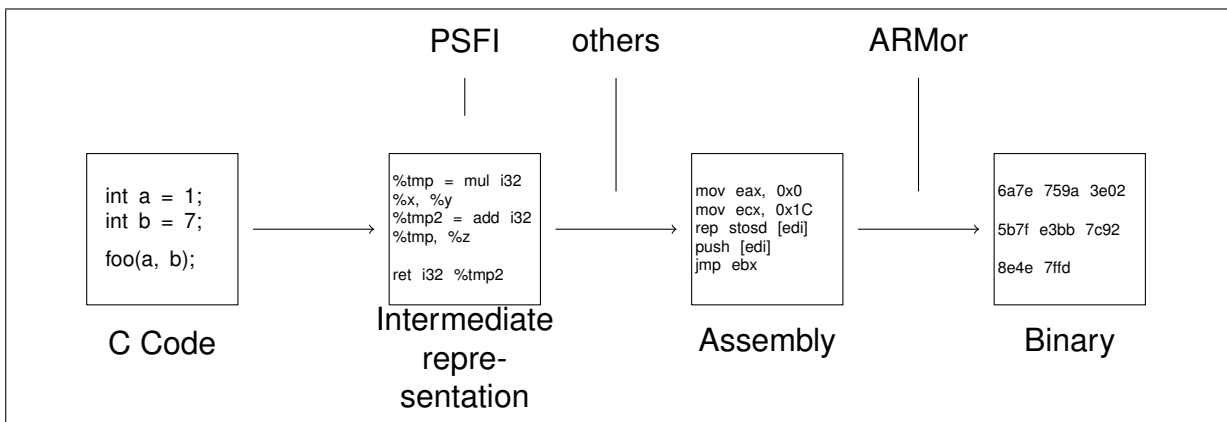 PSFI others ARMor
int a = 1;
int b = 7;
foo(a, b);
%tmp = mul i32
%x, %y
%tmp2 = add i32
%tmp, %z
ret i32 %tmp2
mov eax, 0x0
mov ecx, 0x1C
rep stosd [edi]
push [edi]
jmp ebx
6a7e 759a 3e02
5b7f e3bb 7c92
8e4e 7ffd
C Code
Intermediate
repre-
sentation
Assembly
Binary